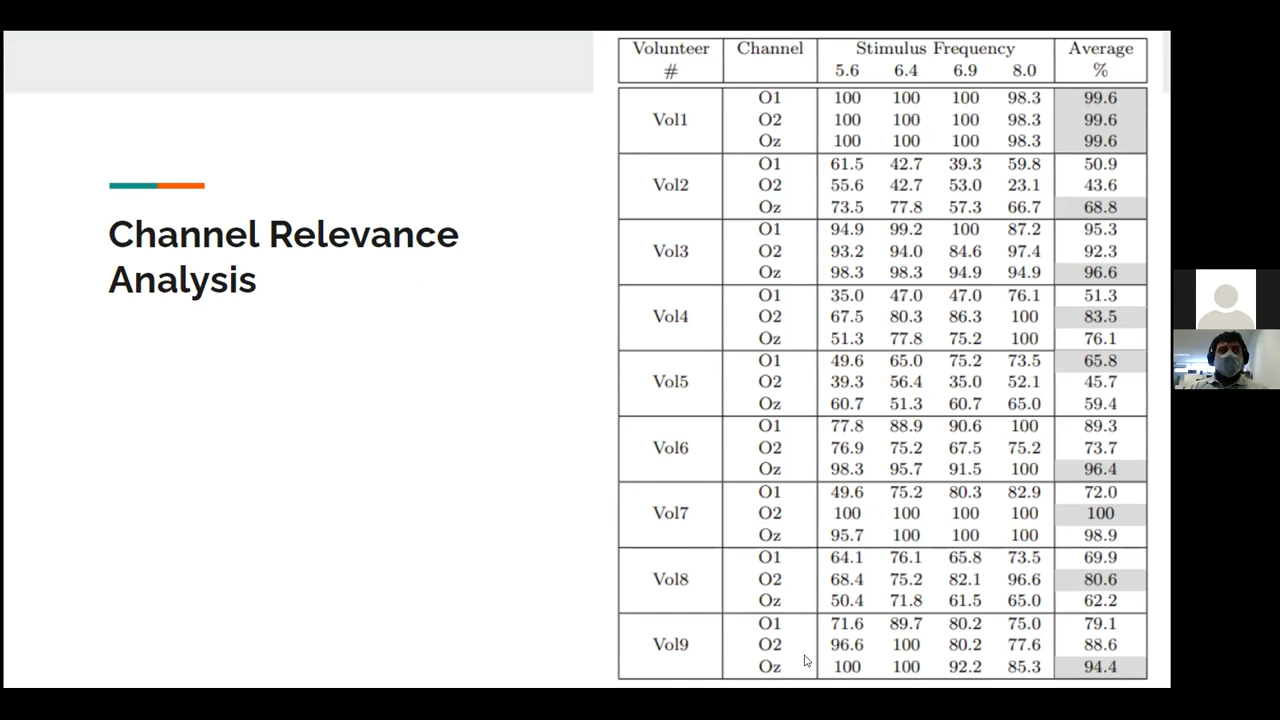 Channel Relevance
Analysis
Volunteer Channel Stimulus Frequency Average
# 5.6 6.4 6.9 8.0 %
O1 100 100 100 98.3 99.6
Vol1 O2 100 100 100 98.3 99.6
Oz 100 100 100 98.3 99.6
O1 61.5 42.7 39.3 59.8 50.9
Vol2 O2 55.6 42.7 53.0 23.1 43.6
Oz 73.5 77.8 57.3 66.7 68.8
O1 94.9 99.2 100 87.2 95.3
Vol3 O2 93.2 94.0 84.6 97.4 92.3
Oz 98.3 98.3 94.9 94.9 96.6
O1 35.0 47.0 47.0 76.1 51.3
Vol4 O2 67.5 80.3 86.3 100 83.5
Oz 51.3 77.8 75.2 100 76.1
O1 49.6 65.0 75.2 73.5 65.8
Vol5 O2 39.3 56.4 35.0 52.1 45.7
Oz 60.7 51.3 60.7 65.0 59.4
O1 77.8 88.9 90.6 100 89.3
Vol6 O2 76.9 75.2 67.5 75.2 73.7
Oz 98.3 95.7 91.5 100 96.4
O1 49.6 75.2 80.3 82.9 72.0
Vol7 O2 100 100 100 100 100
Oz 95.7 100 100 100 98.9
O1 64.1 76.1 65.8 73.5 69.9
Vol8 O2 68.4 75.2 82.1 96.6 80.6
Oz 50.4 71.8 61.5 65.0 62.2
O1 71.6 89.7 80.2 75.0 79.1
Vol9 O2 96.6 100 80.2 77.6 88.6
Oz 100 100 92.2 85.3 94.4